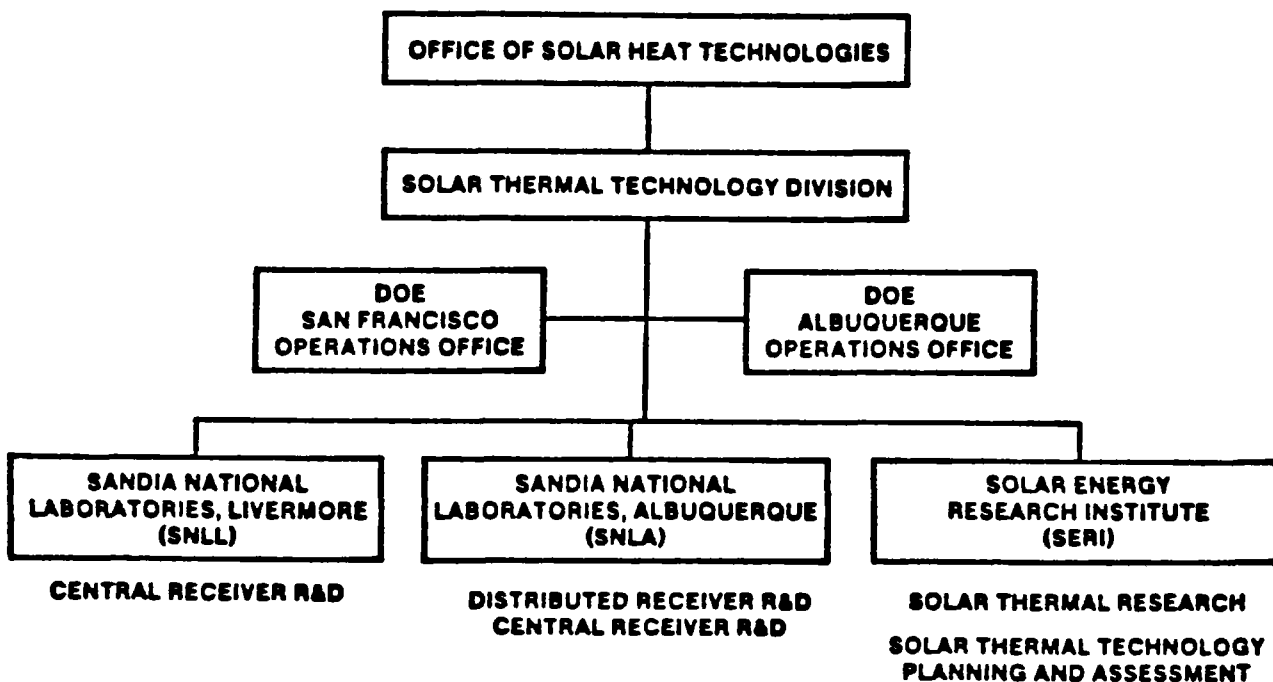 OFFICE OF SOLAR HEAT TECHNOLOGIES
SOLAR THERMAL TECHNOLOGY DIVISION
DOE
SAN FRANCISCO
OPERATIONS OFFICE
DOE
ALBUQUERQUE
OPERATIONS OFFICE
SANDIA NATIONAL
LABORATORIES, LIVERMORE
(SNLL)
CENTRAL RECEIVER R&D
SANDIA NATIONAL
LABORATORIES, ALBUQUERQUE
(SNLA)
DISTRIBUTED RECEIVER R&D
CENTRAL RECEIVER R&D
SOLAR ENERGY
RESEARCH INSTITUTE
(SERI)
SOLAR THERMAL RESEARCH
SOLAR THERMAL TECHNOLOGY
PLANNING AND ASSESSMENT